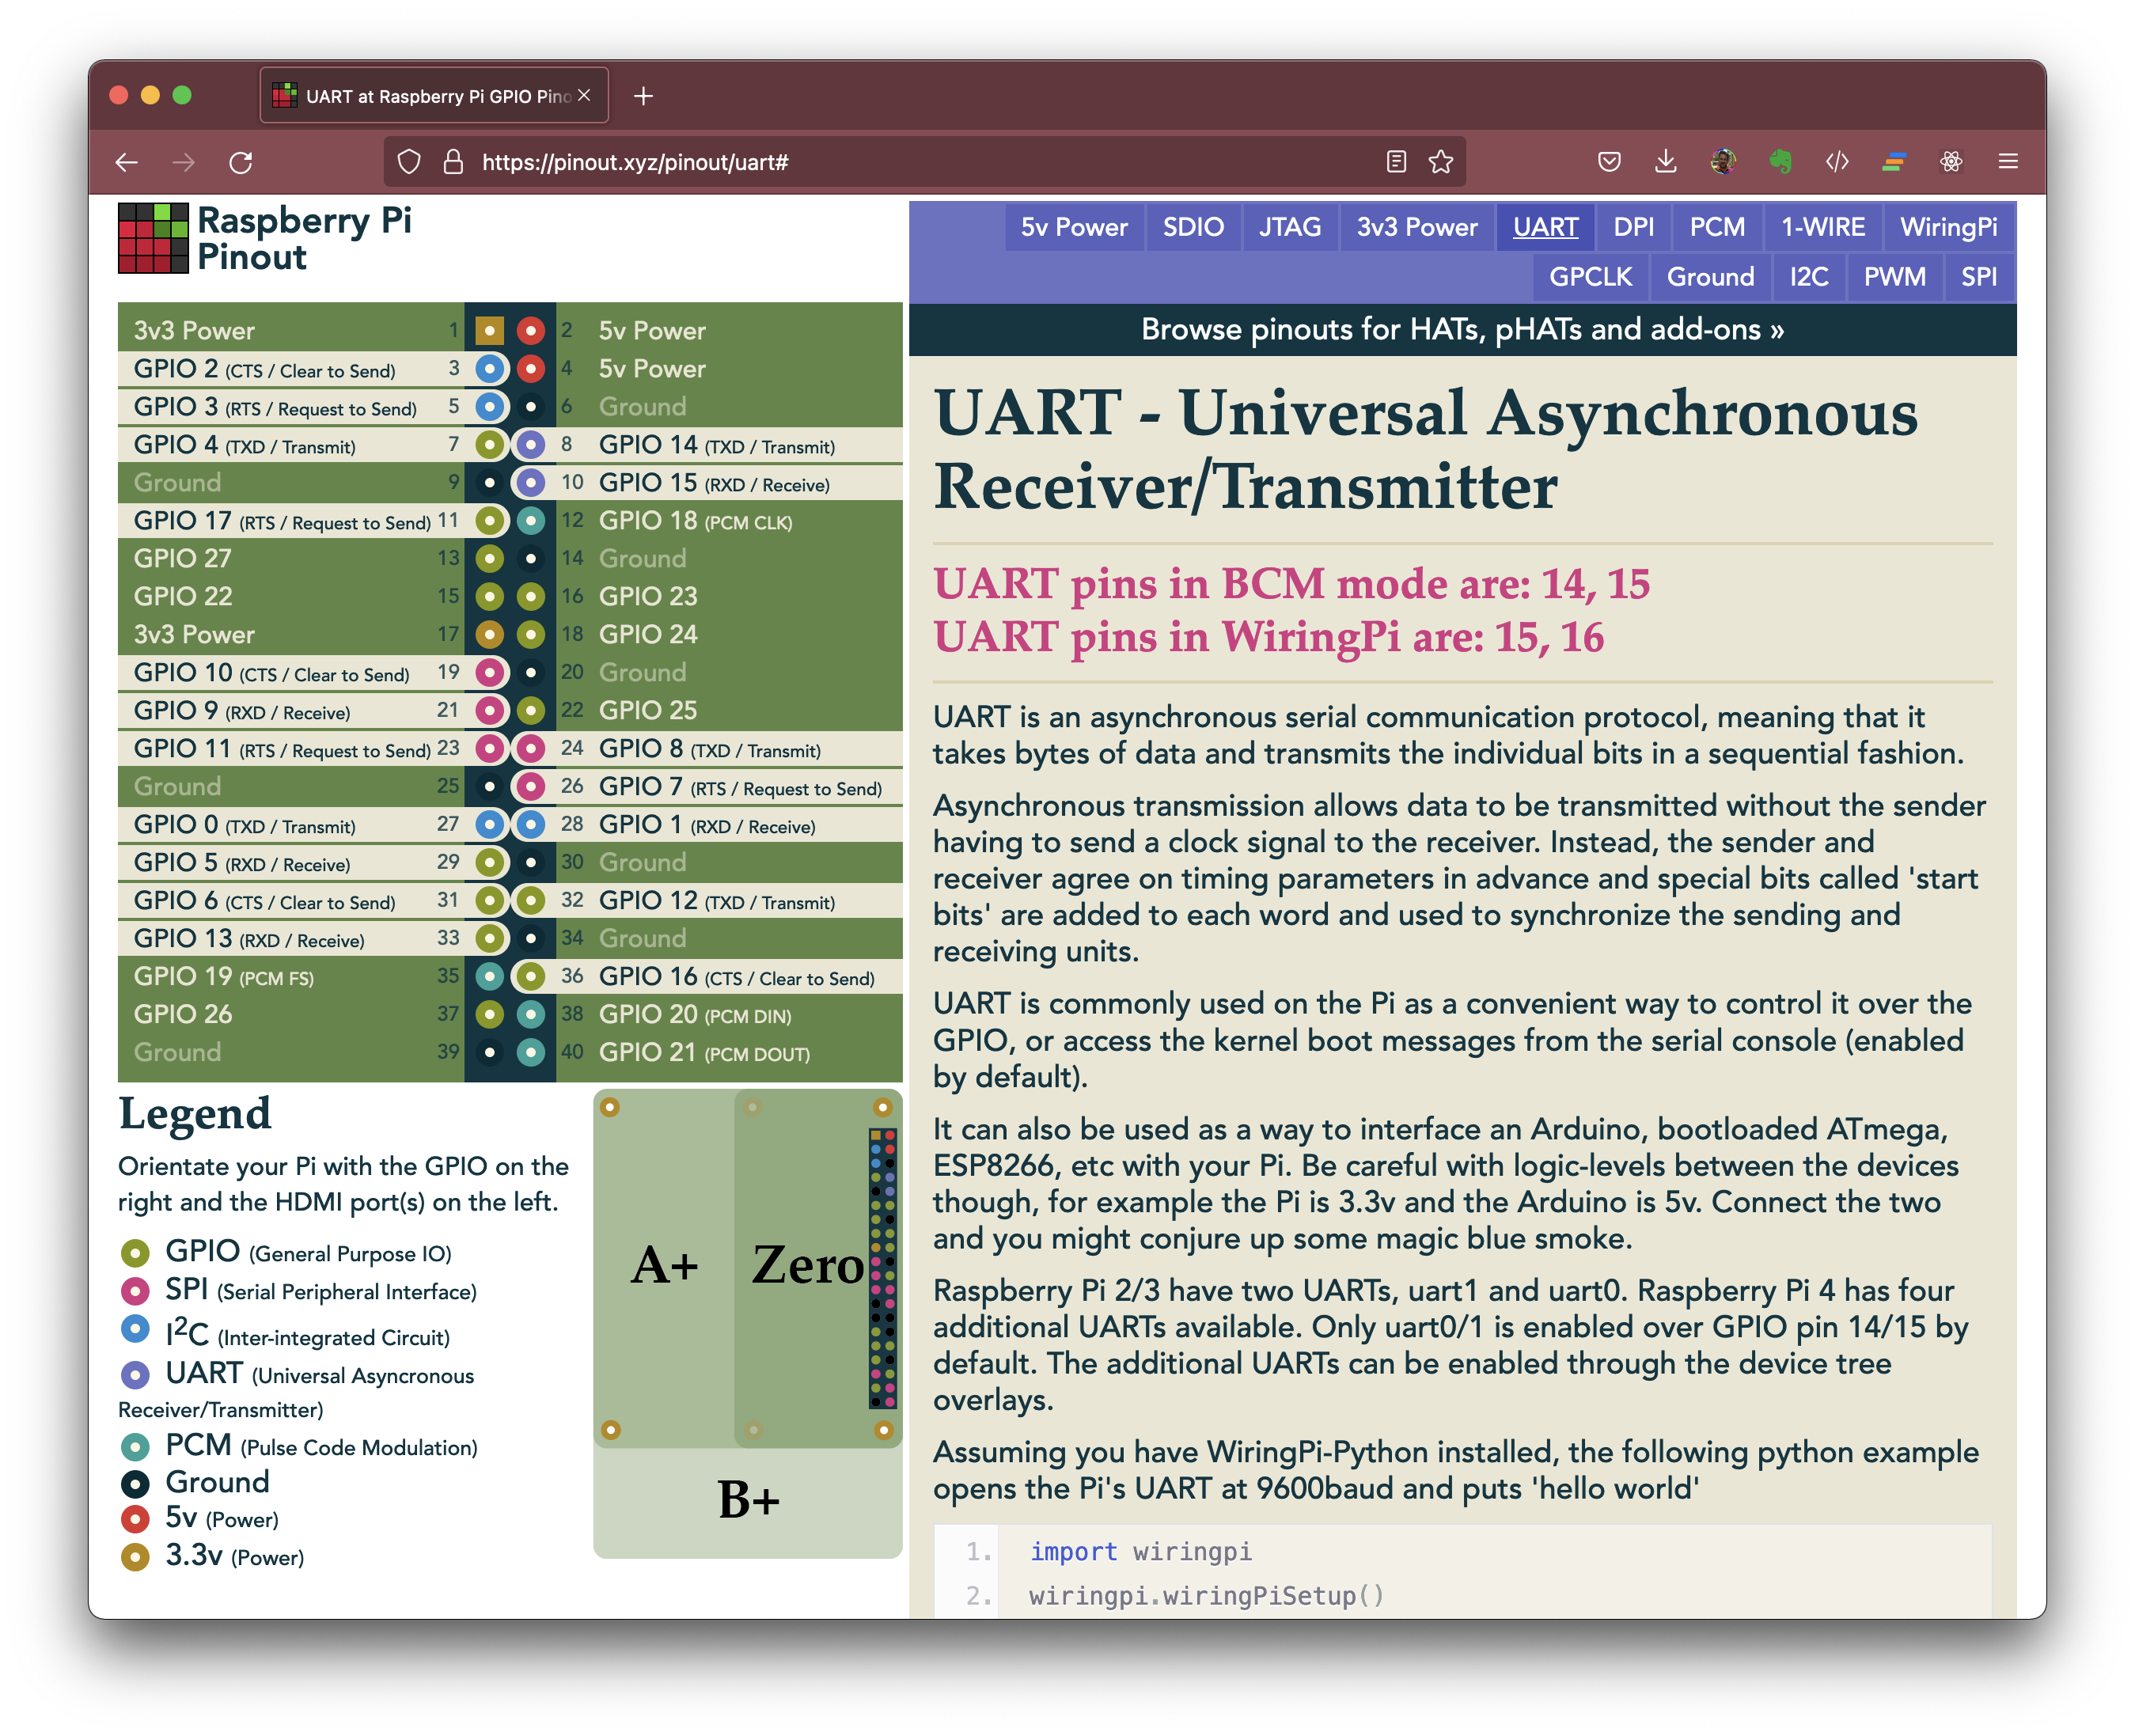 UART at Raspberry Pi GPIO Pino
https://pinout.xyz/pinout/uart#
Raspberry Pi
Pinout
3v3 Power 1 2 5v Power
GPIO 2 (CTS / Clear to Send) 3 4 5v Power
GPIO 3 (RTS / Request to Send) 5 6 Ground
GPIO 4 (TXD / Transmit) 7 8 GPIO 14 (TXD / Transmit)
Ground 9 10 GPIO 15 (RXD / Receive)
GPIO 17 (RTS / Request to Send) 11 12 GPIO 18 (PCM CLK)
GPIO 27 13 14 Ground
GPIO 22 15 16 GPIO 23
3v3 Power 17 18 GPIO 24
GPIO 10 (CTS / Clear to Send) 19 20 Ground
GPIO 9 (RXD / Receive) 21 22 GPIO 25
GPIO 11 (RTS / Request to Send) 23 24 GPIO 8 (TXD / Transmit)
Ground 25 26 GPIO 7 (RTS / Request to Send)
GPIO 0 (TXD / Transmit) 27 28 GPIO 1 (RXD / Receive)
GPIO 5 (RXD / Receive) 29 30 Ground
GPIO 6 (CTS / Clear to Send) 31 32 GPIO 12 (TXD / Transmit)
GPIO 13 (RXD / Receive) 33 34 Ground
GPIO 19 (PCM FS) 35 36 GPIO 16 (CTS / Clear to Send)
GPIO 26 37 38 GPIO 20 (PCM DIN)
Ground 39 40 GPIO 21 (PCM DOUT)
Legend
Orientate your Pi with the GPIO on the
right and the HDMI port(s) on the left.
GPIO (General Purpose IO)
SPI (Serial Peripheral Interface)
I²C (Inter-integrated Circuit)
UART (Universal Asyncronous
Receiver/Transmitter)
PCM (Pulse Code Modulation)
Ground
5v (Power)
3.3v (Power)
A+ Zero
B+
5v Power SDIO JTAG 3v3 Power UART DPI PCM 1-WIRE WiringPi
GPCLK Ground I2C PWM SPI
Browse pinouts for HATs, pHATs and add-ons »
UART - Universal Asynchronous
Receiver/Transmitter
UART pins in BCM mode are: 14, 15
UART pins in WiringPi are: 15, 16
UART is an asynchronous serial communication protocol, meaning that it
takes bytes of data and transmits the individual bits in a sequential fashion.
Asynchronous transmission allows data to be transmitted without the sender
having to send a clock signal to the receiver. Instead, the sender and
receiver agree on timing parameters in advance and special bits called 'start
bits' are added to each word and used to synchronize the sending and
receiving units.
UART is commonly used on the Pi as a convenient way to control it over the
GPIO, or access the kernel boot messages from the serial console (enabled
by default).
It can also be used as a way to interface an Arduino, bootloaded ATmega,
ESP8266, etc with your Pi. Be careful with logic-levels between the devices
though, for example the Pi is 3.3v and the Arduino is 5v. Connect the two
and you might conjure up some magic blue smoke.
Raspberry Pi 2/3 have two UARTs, uart1 and uart0. Raspberry Pi 4 has four
additional UARTs available. Only uart0/1 is enabled over GPIO pin 14/15 by
default. The additional UARTs can be enabled through the device tree
overlays.
Assuming you have WiringPi-Python installed, the following python example
opens the Pi's UART at 9600baud and puts 'hello world'
1. import wiringpi
2. wiringpi.wiringPiSetup()